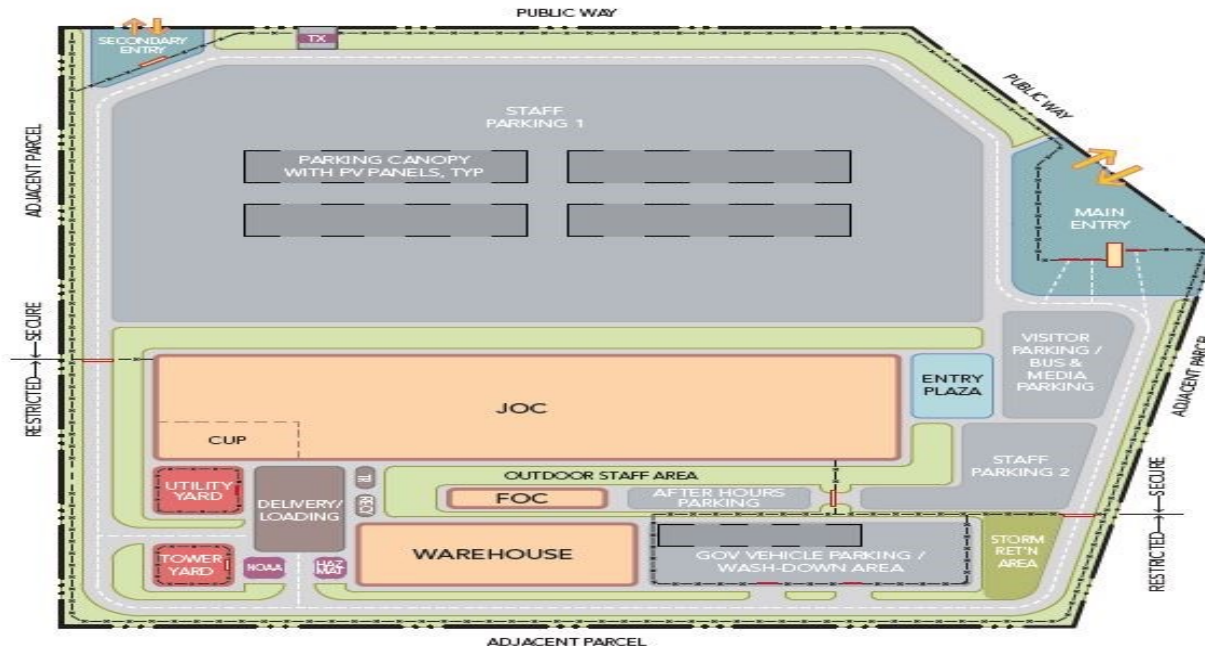 PUBLIC WAY
SECONDARY
ENTRY
TX
PUBLIC WAY
STAFF
PARKING 1
ADJACENT PARCEL
PARKING CANOPY
WITH PV PANELS, TYP
MAIN
ENTRY
RESTRICTED
SECURE
VISITOR
PARKING /
BUS &
MEDIA
PARKING
ADJACENT PARCEL
ENTRY
PLAZA
JOC
CUP
OUTDOOR STAFF AREA
STAFF
PARKING 2
UTILITY
YARD
DELIVERY/
LOADING
TR
RECY
FOC
AFTER HOURS
PARKING
RESTRICTED
SECURE
WAREHOUSE
GOV VEHICLE PARKING /
WASH-DOWN AREA
STORM
RET'N
AREA
TOWER
YARD
NOAA
HAZ
MAT
ADJACENT PARCEL